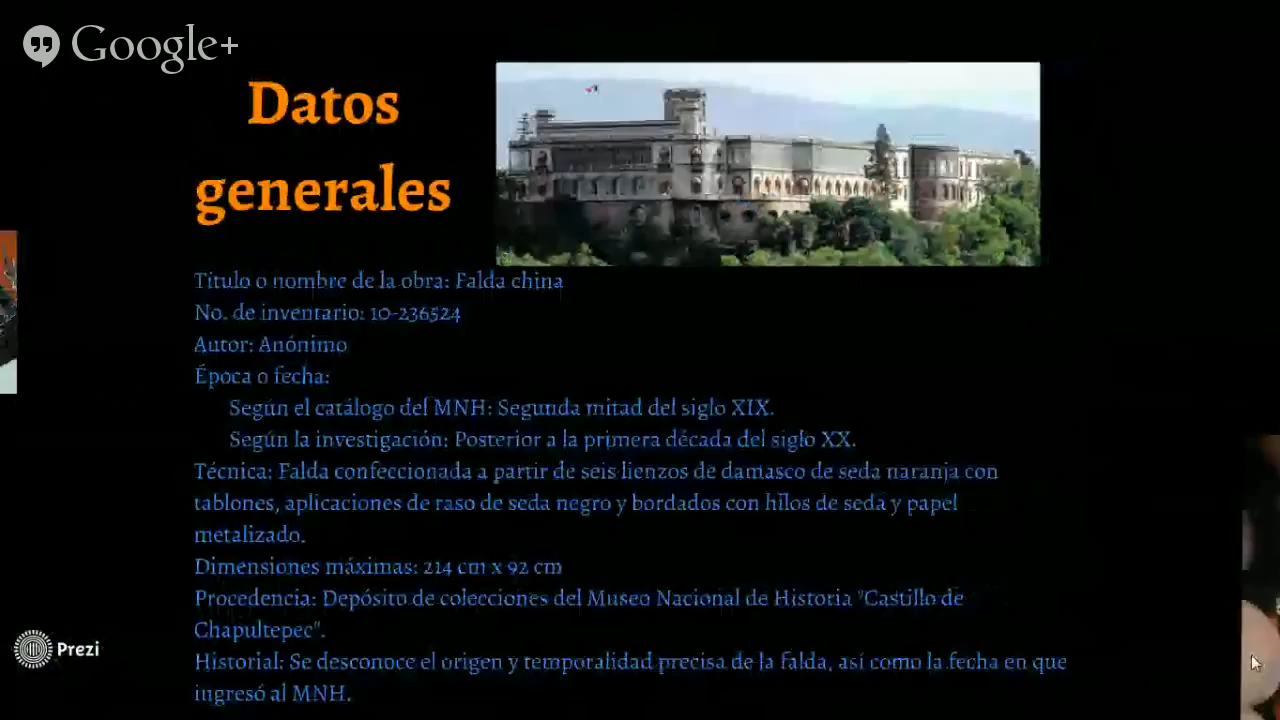 Google+
Datos
generales
Título o nombre de la obra: Falda china
No. de inventario: 10-236524
Autor: Anónimo
Época o fecha:
Según el catálogo del MNH: Segunda mitad del siglo XIX.
Según la investigación: Posterior a la primera década del siglo XX.
Técnica: Falda confeccionada a partir de seis lienzos de damasco de seda naranja con
tablones, aplicaciones de raso de seda negro y bordados con hilos de seda y papel
metalizado.
Dimensiones máximas: 214 cm x 92 cm
Procedencia: Depósito de colecciones del Museo Nacional de Historia "Castillo de
Chapultepec".
Historial: Se desconoce el origen y temporalidad precisa de la falda, así como la fecha en que
ingresó al MNH.
Prezi